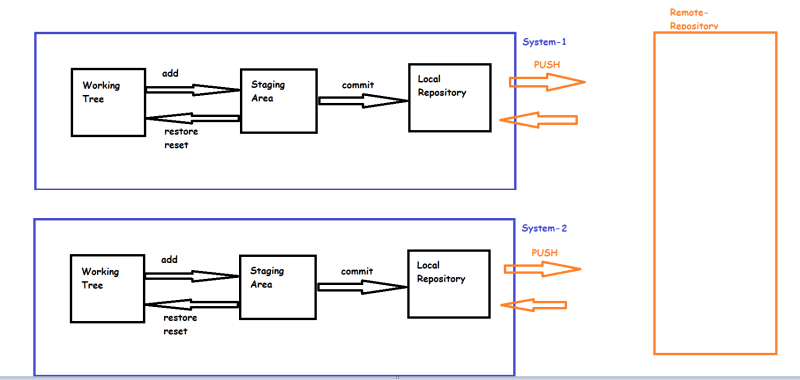 Remote-
Repository
System-1
PUSH
Working
Tree
add
Staging
Area
commit
Local
Repository
restore
reset
System-2
PUSH
Working
Tree
add
Staging
Area
commit
Local
Repository
restore
reset